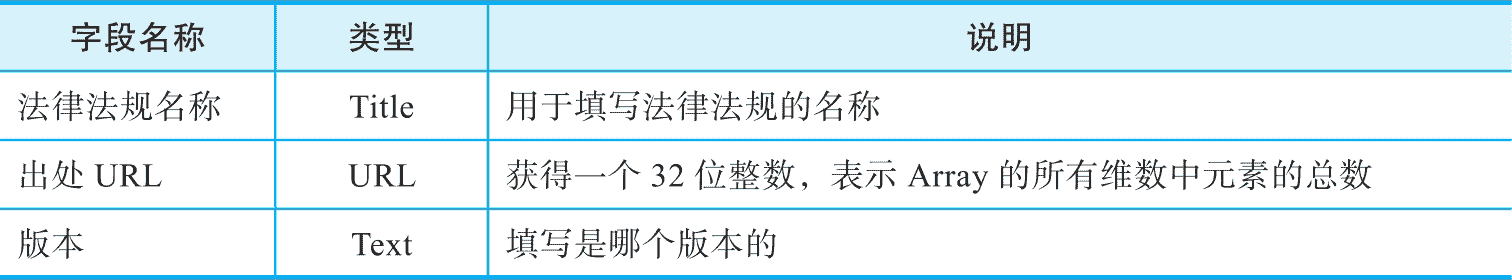 字段名称 类型 说明
法律法规名称 Title 用于填写法律法规的名称
出处 URL URL 获得一个 32 位整数，表示 Array 的所有维数中元素的总数
版本 Text 填写是哪个版本的